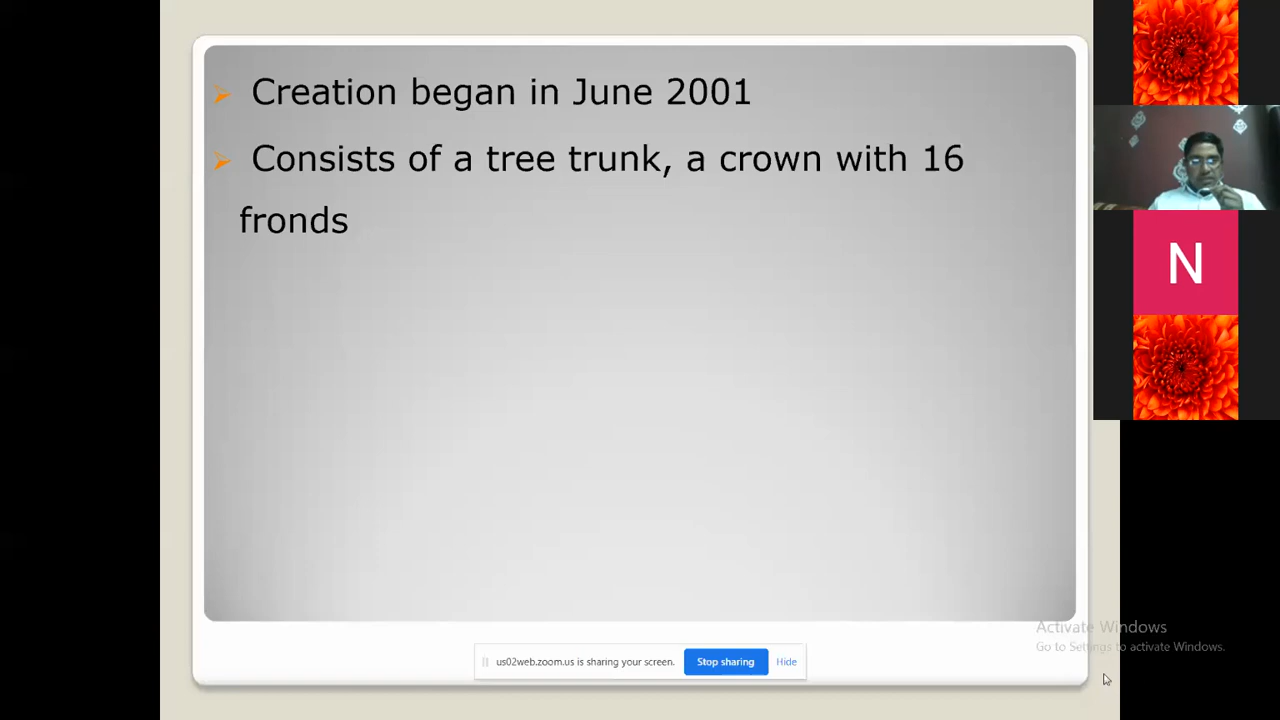 Creation began in June 2001
Consists of a tree trunk, a crown with 16
fronds
N
Activate Windows
Go to Settings to activate Windows.
us02web.zoom.us is sharing your screen.
Stop sharing
Hide